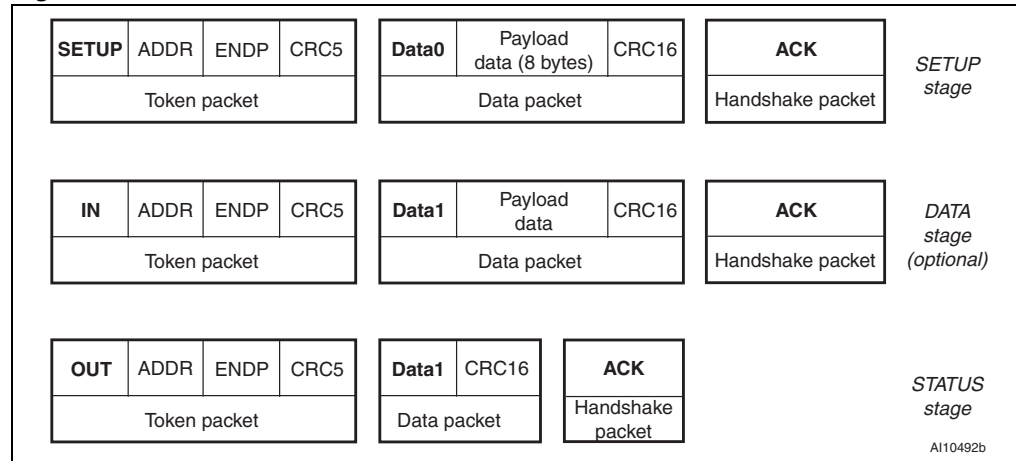 SETUP ADDR ENDP CRC5 Data0 Payload data (8 bytes) CRC16 ACK
Token packet Data packet Handshake packet
SETUP stage
IN ADDR ENDP CRC5 Data1 Payload data CRC16 ACK
Token packet Data packet Handshake packet
DATA stage (optional)
OUT ADDR ENDP CRC5 Data1 CRC16 ACK
Token packet Data packet Handshake packet
STATUS stage
AI10492b